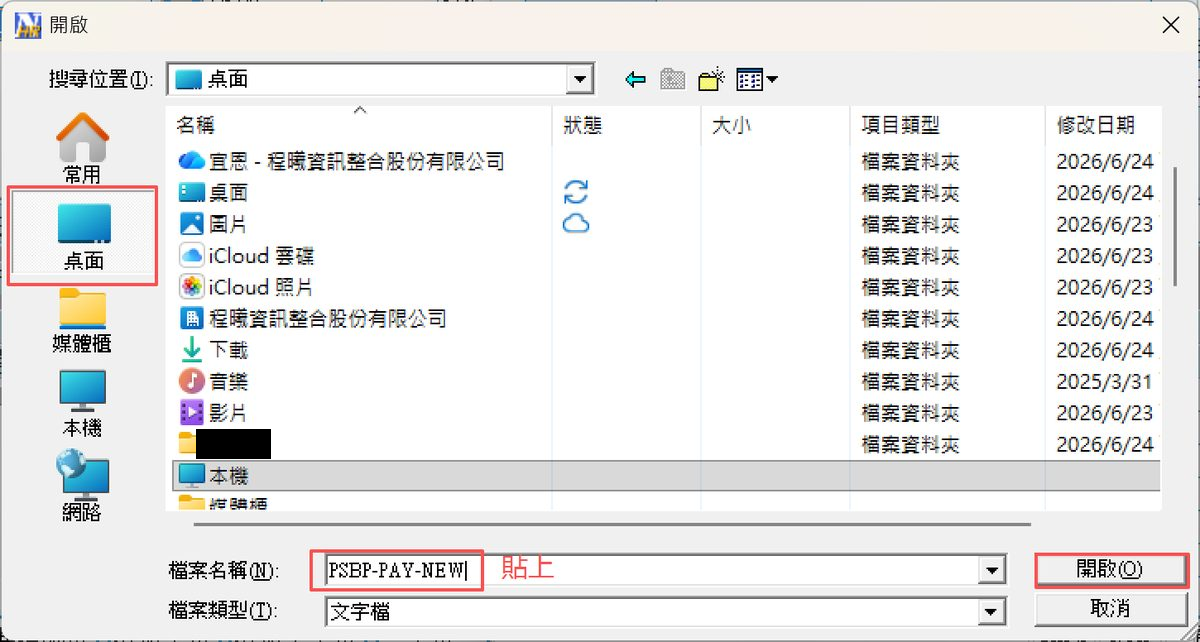 開啟
搜尋位置(I): 桌面
名稱 狀態 大小 項目類型 修改日期
宜恩 - 程曦資訊整合股份有限公司 檔案資料夾 2026/6/24
桌面 檔案資料夾 2026/6/24
圖片 檔案資料夾 2026/6/23
iCloud 雲碟 檔案資料夾 2026/6/23
iCloud 照片 檔案資料夾 2026/6/23
程曦資訊整合股份有限公司 檔案資料夾 2026/6/24
下載 檔案資料夾 2026/6/24
音樂 檔案資料夾 2025/3/31
影片 檔案資料夾 2026/6/23
檔案資料夾 2026/6/24
本機
媒體櫃
常用
桌面
媒體櫃
本機
網路
檔案名稱(N): PSBP-PAY-NEW 貼上 開啟(O)
檔案類型(T): 文字檔 取消